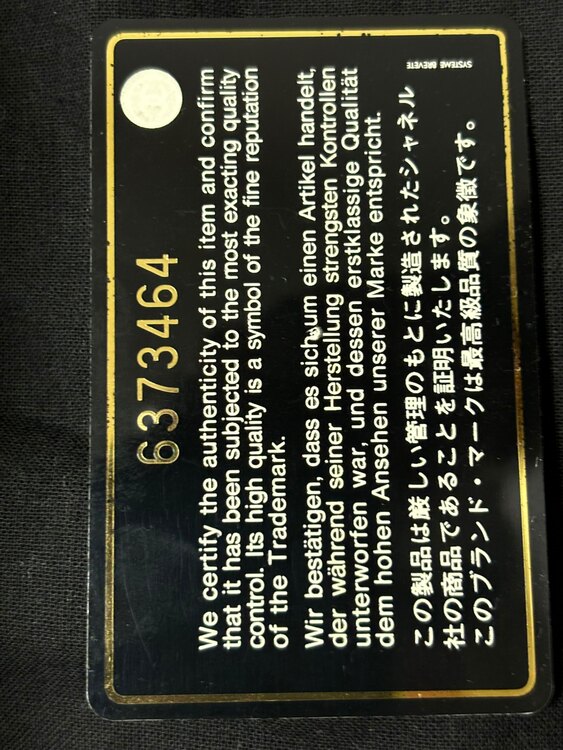 6373464
We certify the authenticity of this item and confirm
that it has been subjected to the most exacting quality
control. Its high quality is a symbol of the fine reputation
of the Trademark.
Wir bestätigen, dass es sich um einen Artikel handelt,
der während seiner Herstellung strengsten Kontrollen
unterworfen war, und dessen erstklassige Qualität
dem hohen Ansehen unserer Marke entspricht.
この製品は厳しい管理のもとに製造されたシャネル
社の商品であることを証明いたします。
このブランド・マークは最高級品質の象徴です。
SYSTEME BREVETE